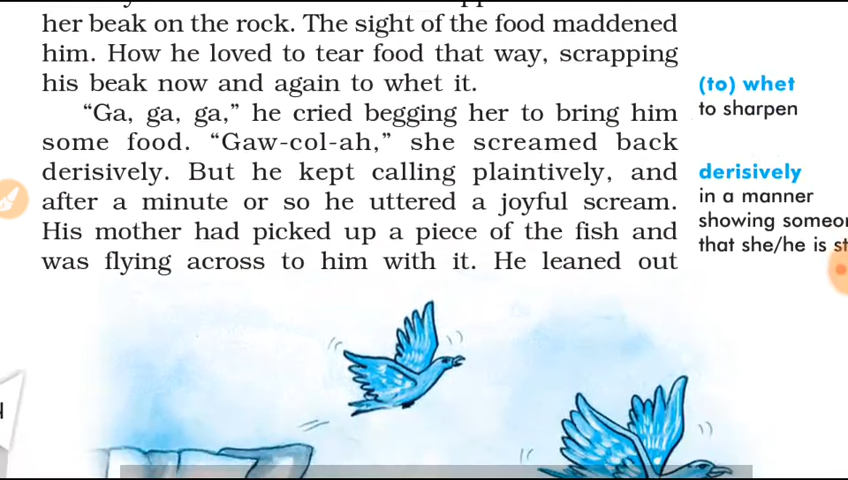 her beak on the rock. The sight of the food maddened
him. How he loved to tear food that way, scrapping
his beak now and again to whet it.
“Ga, ga, ga,” he cried begging her to bring him
some food. “Gaw-col-ah,” she screamed back
derisively. But he kept calling plaintively, and
after a minute or so he uttered a joyful scream.
His mother had picked up a piece of the fish and
was flying across to him with it. He leaned out
(to) whet
to sharpen
derisively
in a manner
showing
that she/he is